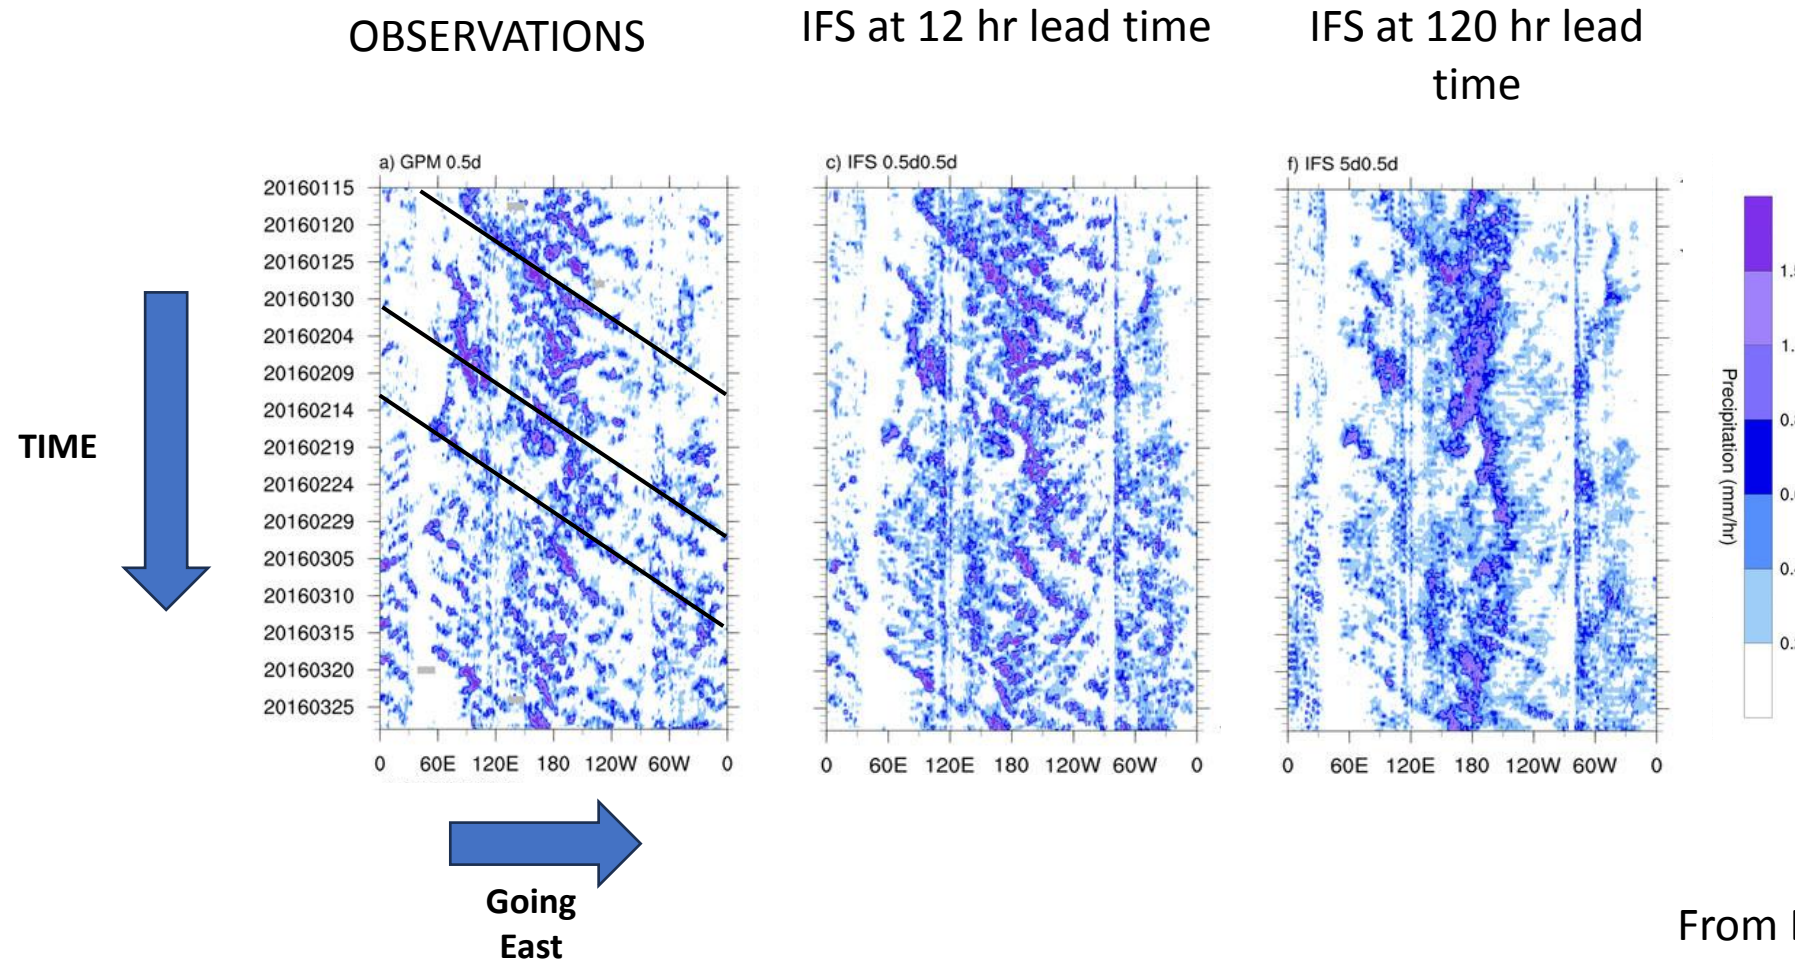 OBSERVATIONS
IFS at 12 hr lead time
IFS at 120 hr lead
time
a) GPM 0.5d
c) IFS 0.5d0.5d
f) IFS 5d0.5d
20160115
20160120
20160125
20160130
20160204
20160209
20160214
20160219
20160224
20160229
20160305
20160310
20160315
20160320
20160325
0 60E 120E 180 120W 60W 0
0 60E 120E 180 120W 60W 0
0 60E 120E 180 120W 60W 0
Precipitation (mm/hr)
TIME
Going
East
From